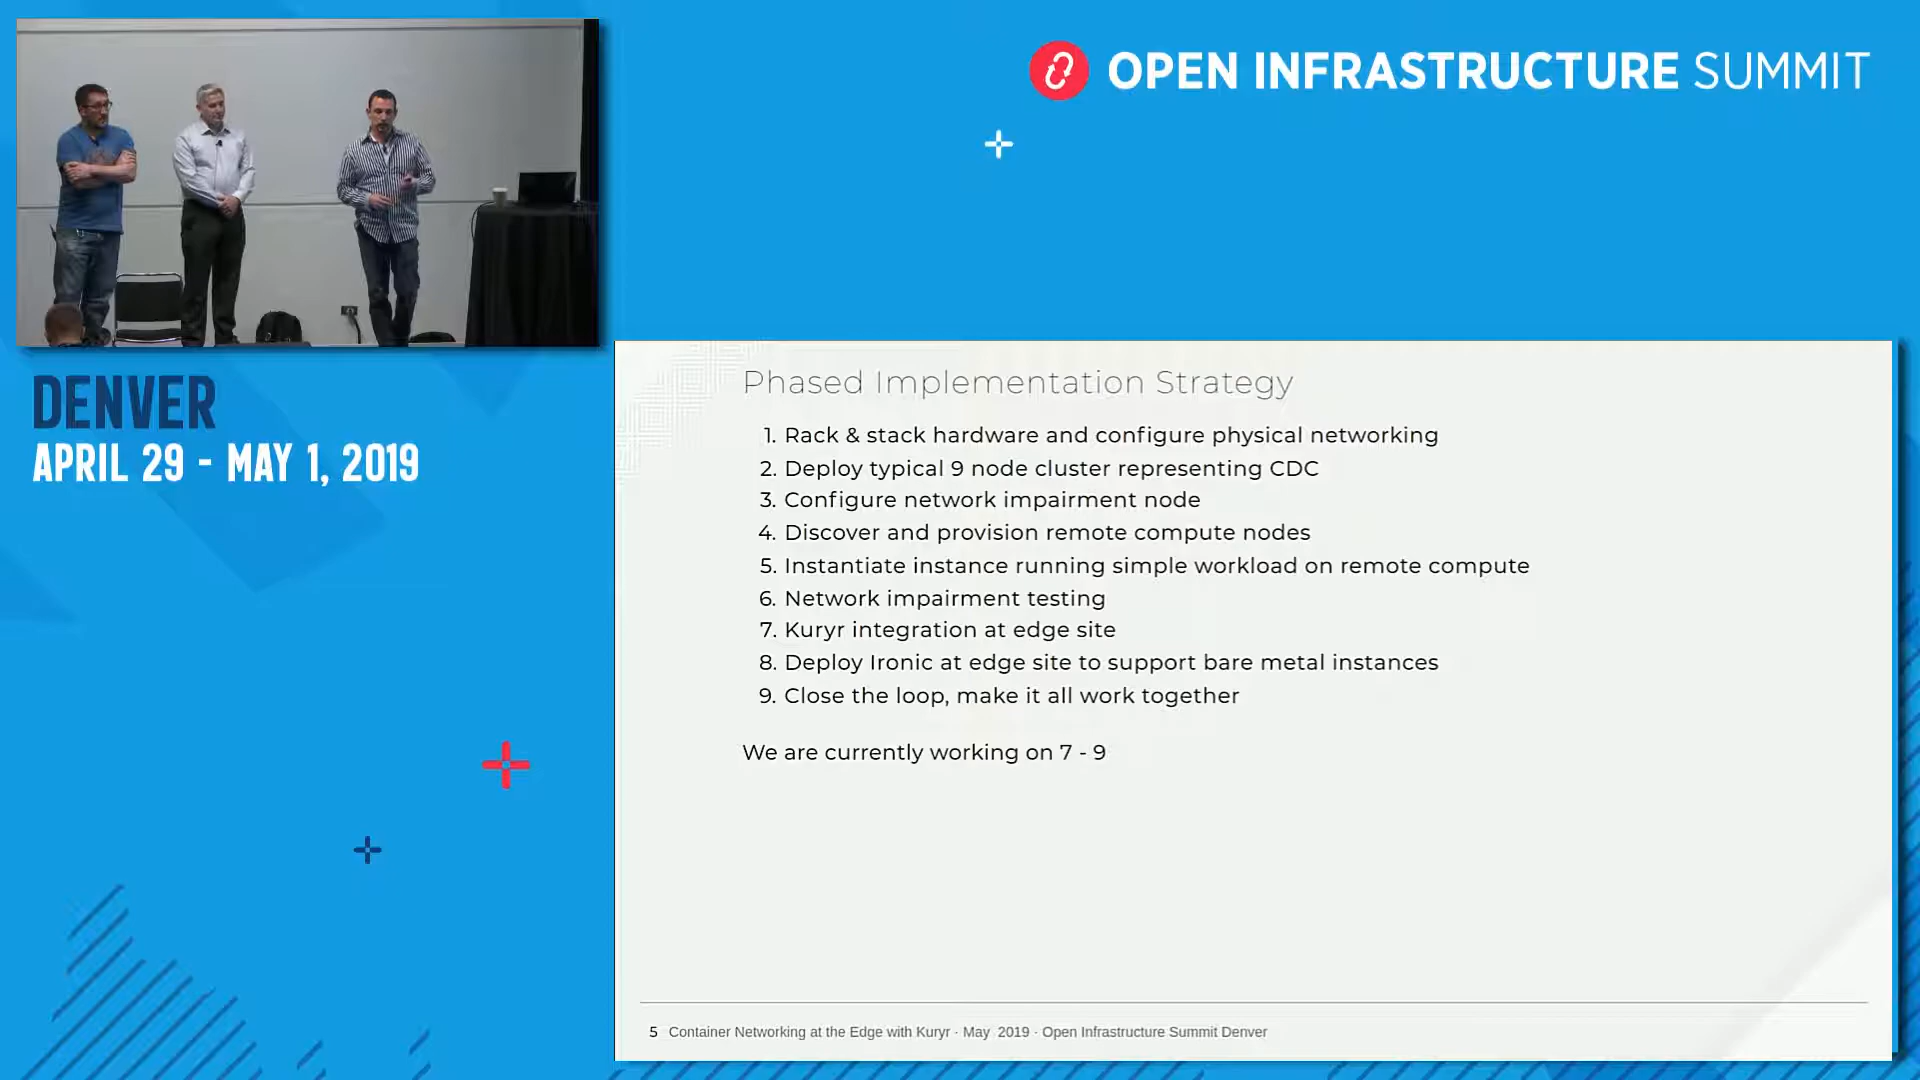 OPEN INFRASTRUCTURE SUMMIT
DENVER
APRIL 29 - MAY 1, 2019
Phased Implementation Strategy
1. Rack & stack hardware and configure physical networking
2. Deploy typical 9 node cluster representing CDC
3. Configure network impairment node
4. Discover and provision remote compute nodes
5. Instantiate instance running simple workload on remote compute
6. Network impairment testing
7. Kuryr integration at edge site
8. Deploy Ironic at edge site to support bare metal instances
9. Close the loop, make it all work together
We are currently working on 7 - 9
5 Container Networking at the Edge with Kuryr · May 2019 · Open Infrastructure Summit Denver